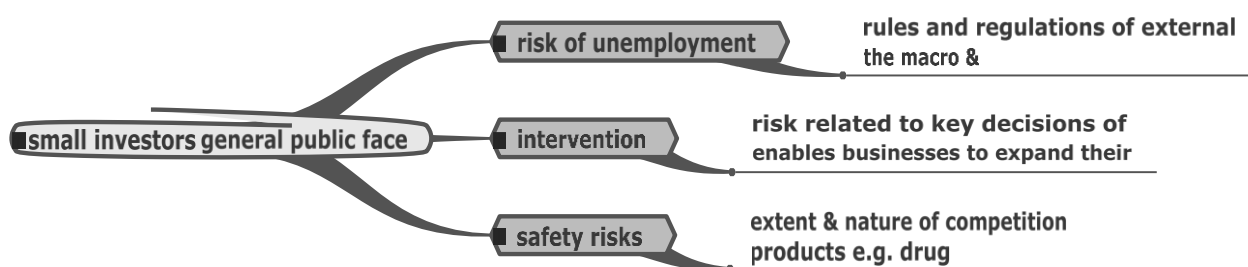 small investors general public face
risk of unemployment
rules and regulations of external
the macro &
intervention
risk related to key decisions of
enables businesses to expand their
safety risks
extent & nature of competition
products e.g. drug